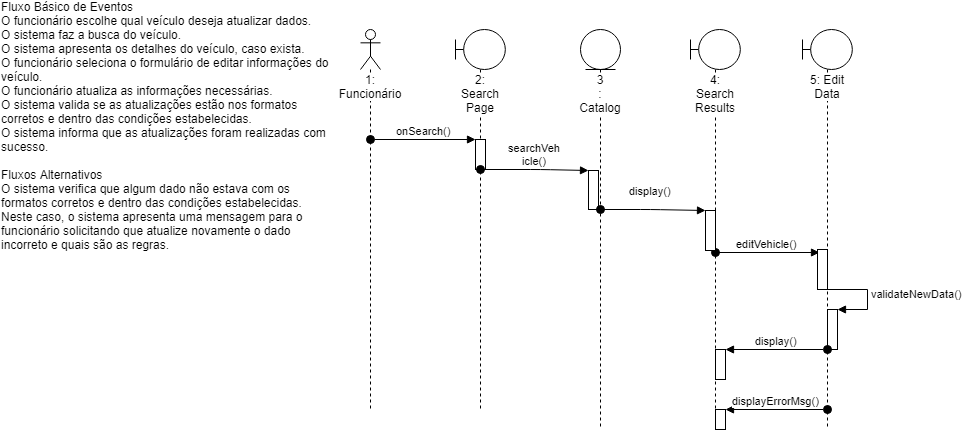 Fluxo Básico de Eventos
O funcionário escolhe qual veículo deseja atualizar dados.
O sistema faz a busca do veículo.
O sistema apresenta os detalhes do veículo, caso exista.
O funcionário seleciona o formulário de editar informações do
veículo.
O funcionário atualiza as informações necessárias.
O sistema valida se as atualizações estão nos formatos
corretos e dentro das condições estabelecidas.
O sistema informa que as atualizações foram realizadas com
sucesso.
Fluxos Alternativos
O sistema verifica que algum dado não estava com os
formatos corretos e dentro das condições estabelecidas.
Neste caso, o sistema apresenta uma mensagem para o
funcionário solicitando que atualize novamente o dado
incorreto e quais são as regras.
1:
Funcionário
2:
Search
Page
3
:
Catalog
4:
Search
Results
5: Edit
Data
onSearch()
searchVeh
icle()
display()
editVehicle()
validateNewData()
display()
displayErrorMsg()